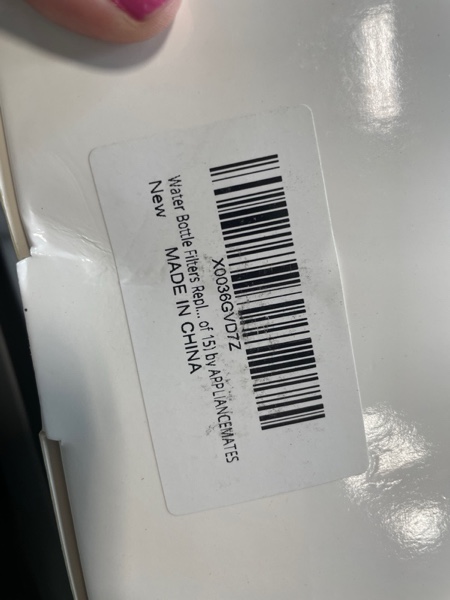 X0036GVD7Z
Water Bottle Filters Repl... of 15) by APPLIANCEMATES
New MADE IN CHINA